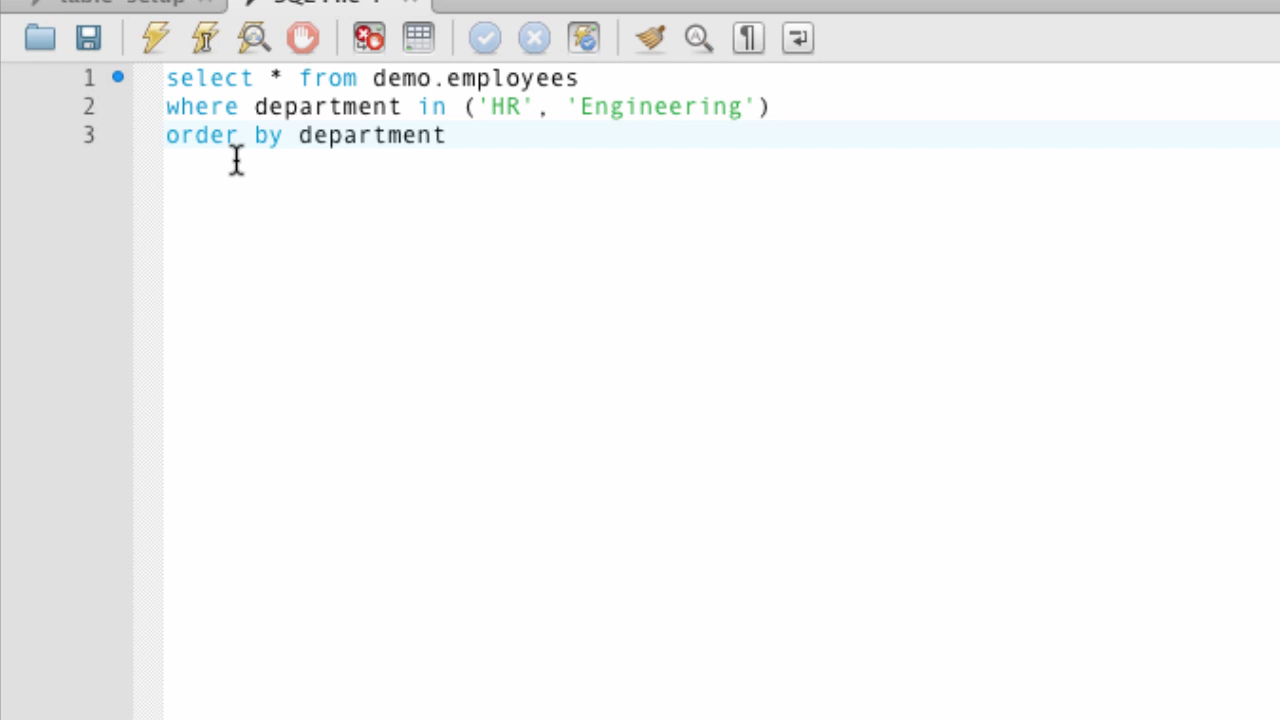 1 select * from demo.employees
2 where department in ('HR', 'Engineering')
3 order by department